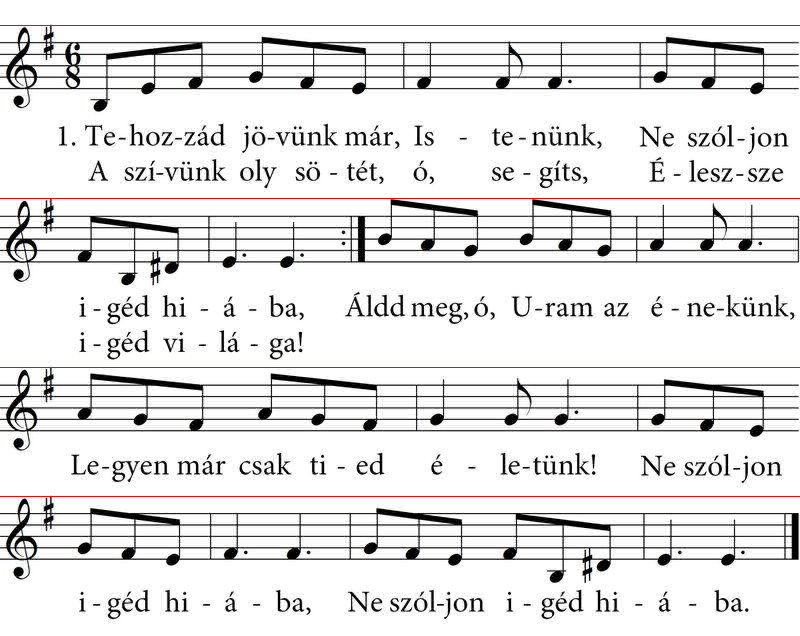 6
8
1. Te-hoz-zád jö-vünk már, Is - te-nünk, Ne szól-jon
A szí-vünk oly sö - tét, ó, se - gíts, É - lesz-sze
i - géd hi - á - ba, Áldd meg, ó, U-ram az é - ne-künk,
i - géd vi - lá - ga!
Le-gyen már csak ti - ed é - le-tünk! Ne szól-jon
i - géd hi - á - ba, Ne szól-jon i - géd hi - á - ba.